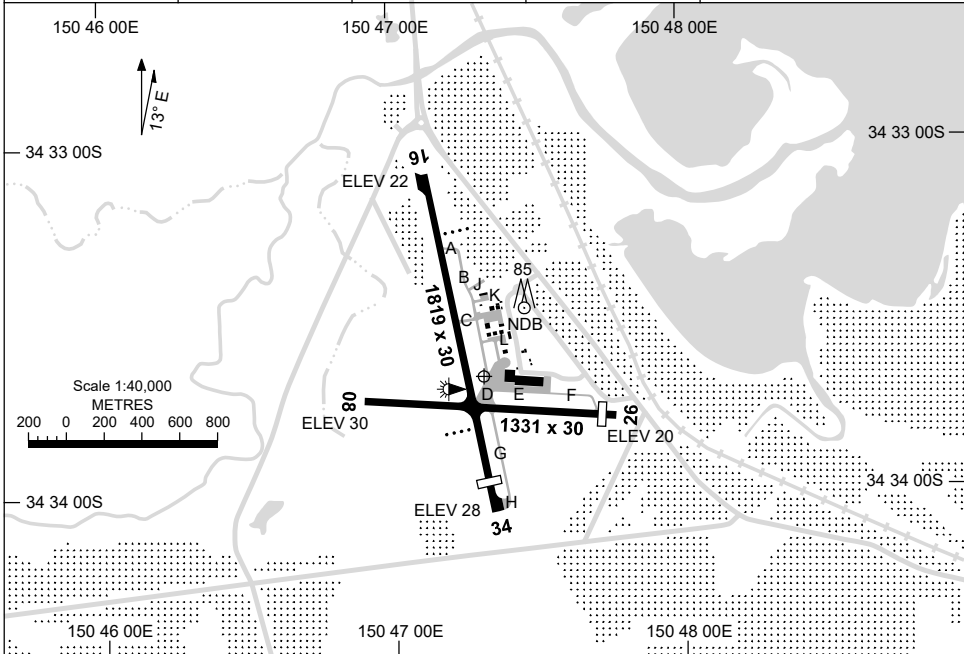 150 46 00E
150 47 00E
150 48 00E
13° E
34 33 00S
34 33 00S
16
ELEV 22
A
B
J
K
85
NDB
C
1819 x 30
L
Scale 1:40,000
METRES
200 0 200 400 600 800
08
ELEV 30
D
E
F
26
1331 x 30
ELEV 20
G
34 34 00S
34 34 00S
ELEV 28
H
34
150 46 00E
150 47 00E
150 48 00E